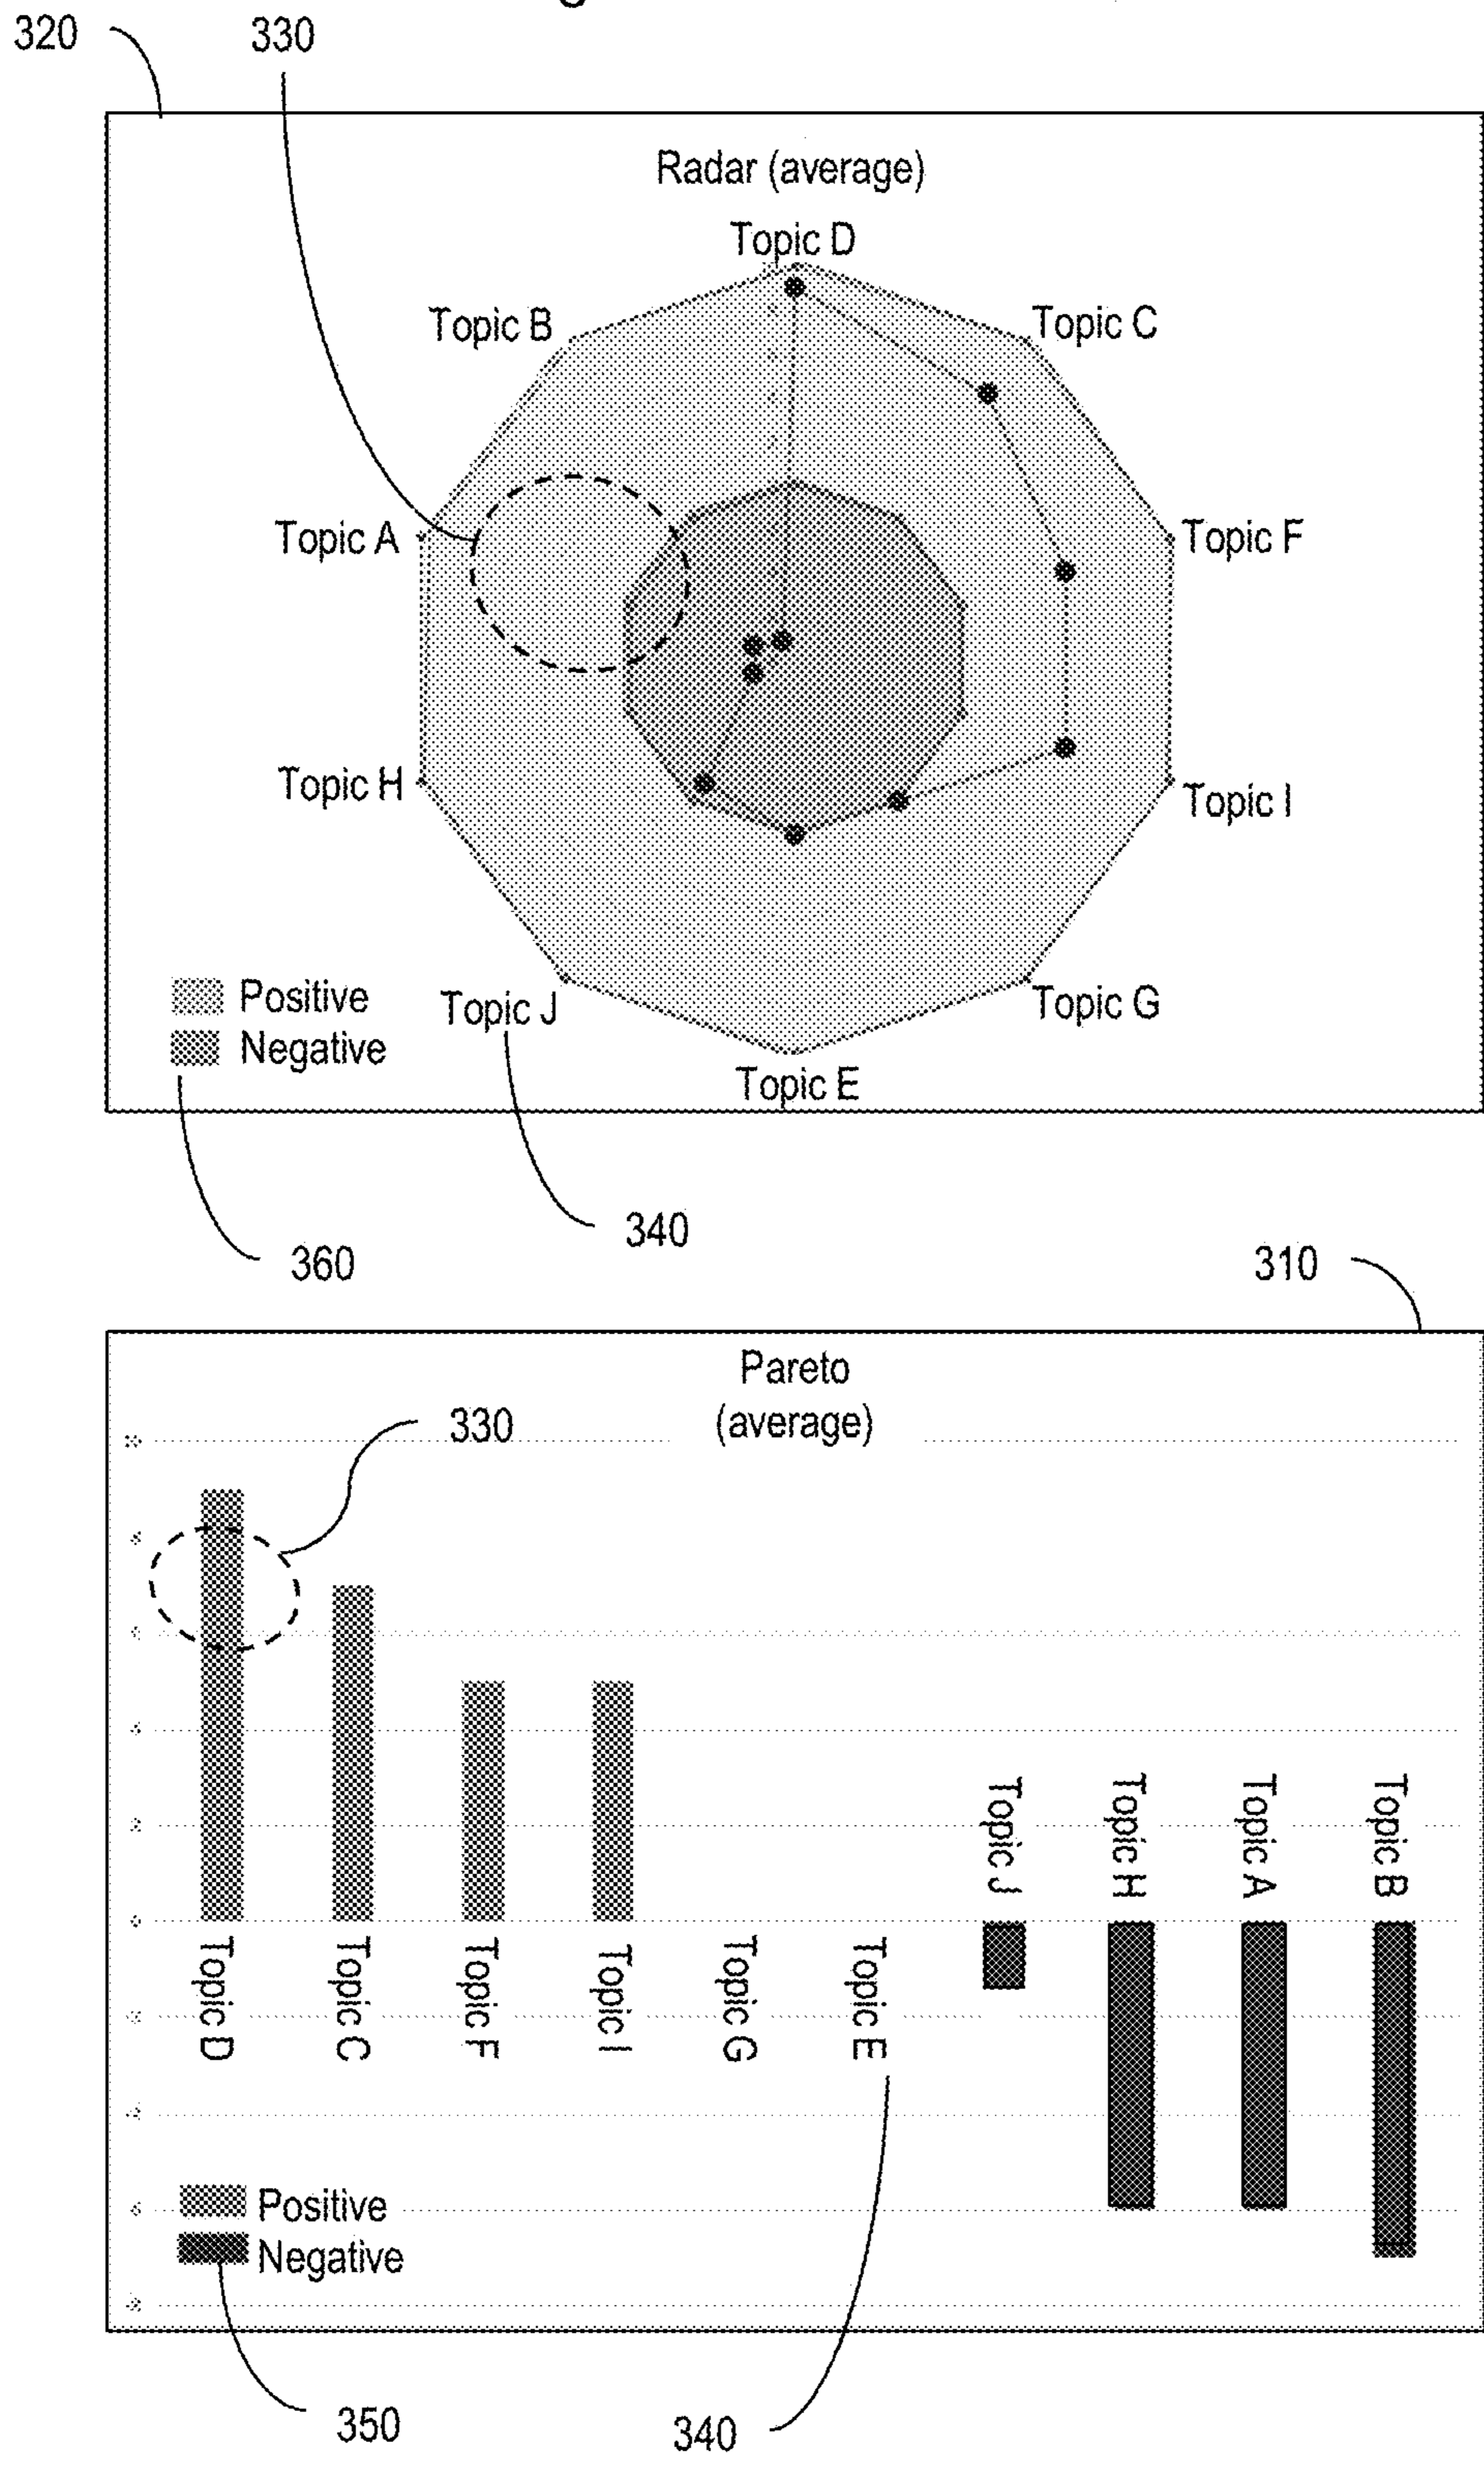 320
330
Radar (average)
Topic D
Topic B
Topic C
Topic A
Topic F
Topic H
Topic I
Positive
Topic J
Topic G
Negative
Topic E
340
360
310
Pareto
(average)
330
Topic J
Topic H
Topic A
Topic B
Topic D
Topic C
Topic F
Topic I
Topic G
Topic E
Positive
Negative
350
340